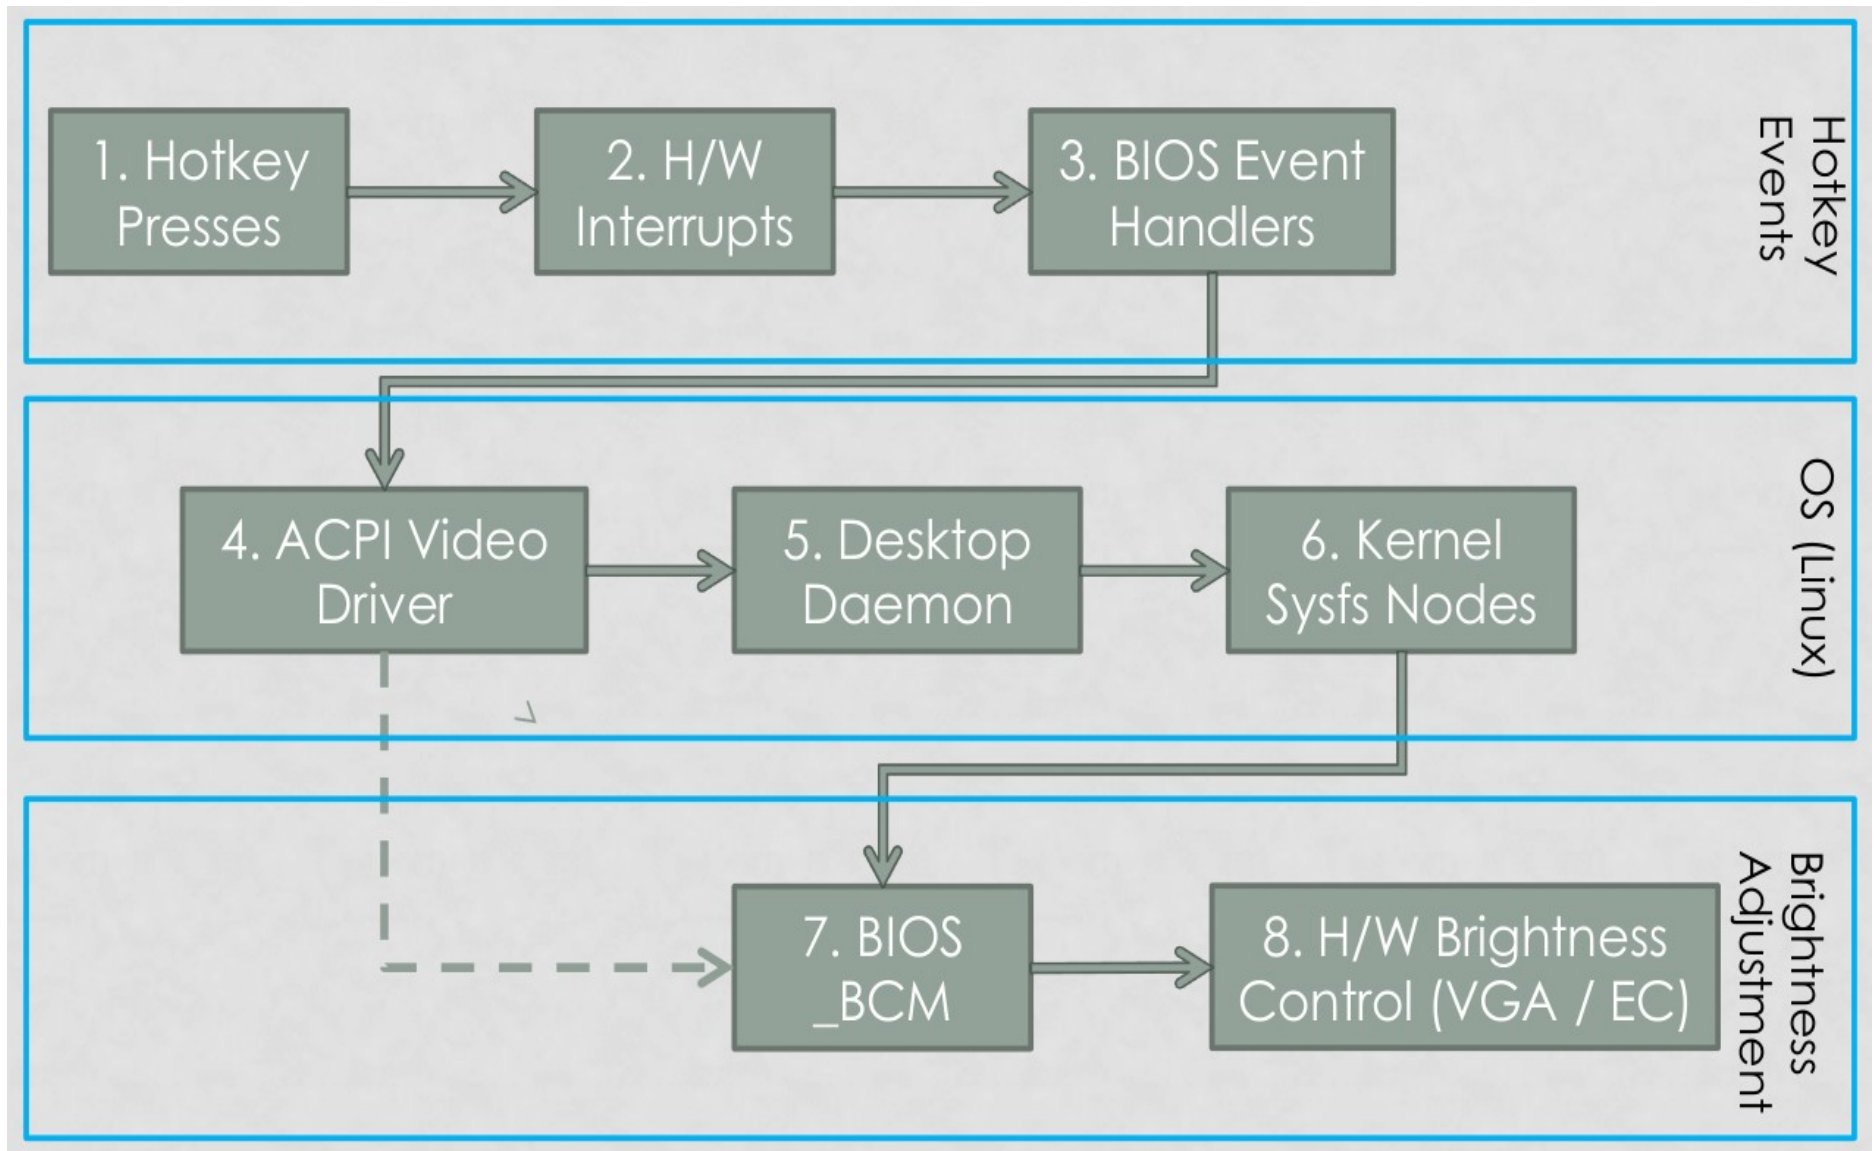 1. Hotkey
Presses
2. H/W
Interrupts
3. BIOS Event
Handlers
Hotkey
Events
4. ACPI Video
Driver
5. Desktop
Daemon
6. Kernel
Sysfs Nodes
OS (Linux)
7. BIOS
_BCM
8. H/W Brightness
Control (VGA / EC)
Brightness
Adjustment